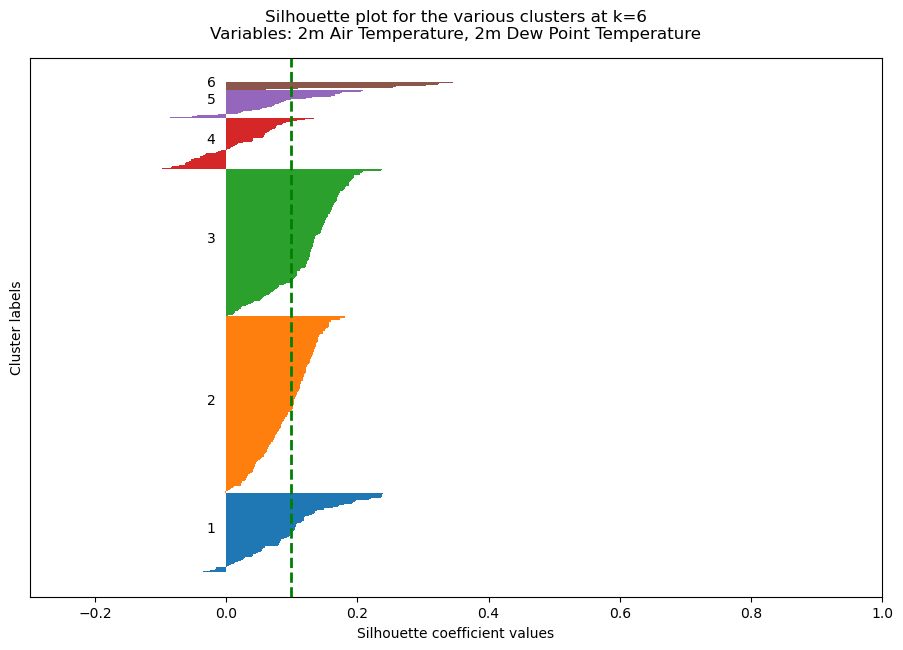 Silhouette plot for the various clusters at k=6
Variables: 2m Air Temperature, 2m Dew Point Temperature
6
5
4
3
2
1
Cluster labels
−0.2 0.0 0.2 0.4 0.6 0.8 1.0
Silhouette coefficient values